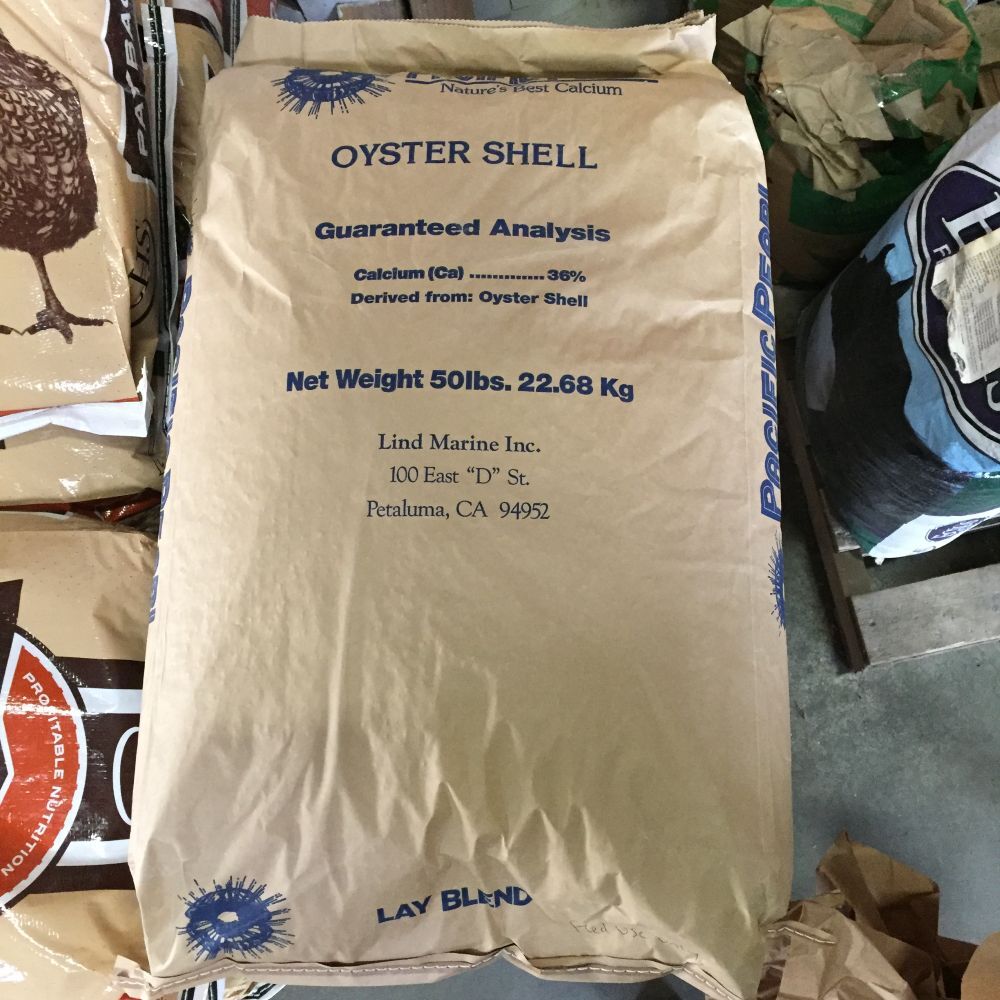 Nature's Best Calcium
OYSTER SHELL
Guaranteed Analysis
Calcium (Ca) ............. 36%
Derived from: Oyster Shell
Net Weight 50lbs. 22.68 Kg
Lind Marine Inc.
100 East “D” St.
Petaluma, CA 94952
LAY BLEND
PACIFIC PEARL
CHS
PROFITABLE NUTRITION